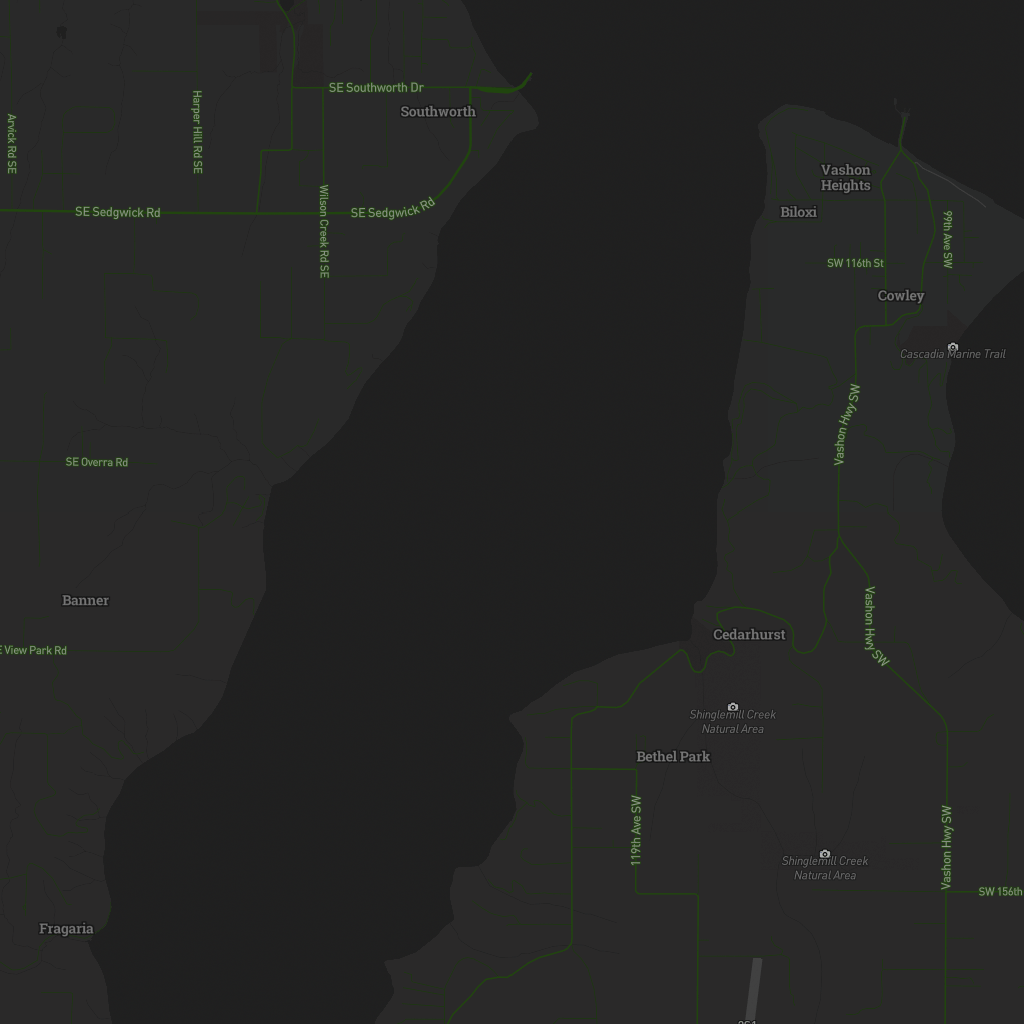 SE Southworth Dr
Southworth
Arvick Rd SE
Harper Hill Rd SE
Vashon
Heights
Biloxi
SE Sedgwick Rd
SE Sedgwick Rd
Wilson Creek Rd SE
99th Ave SW
SW 116th St
Cowley
Cascadia Marine Trail
Vashon Hwy SW
SE Overra Rd
Banner
Vashon Hwy SW
Cedarhurst
E View Park Rd
Shinglemill Creek
Natural Area
Bethel Park
119th Ave SW
Vashon Hwy SW
Shinglemill Creek
Natural Area
SW 156th
Fragaria